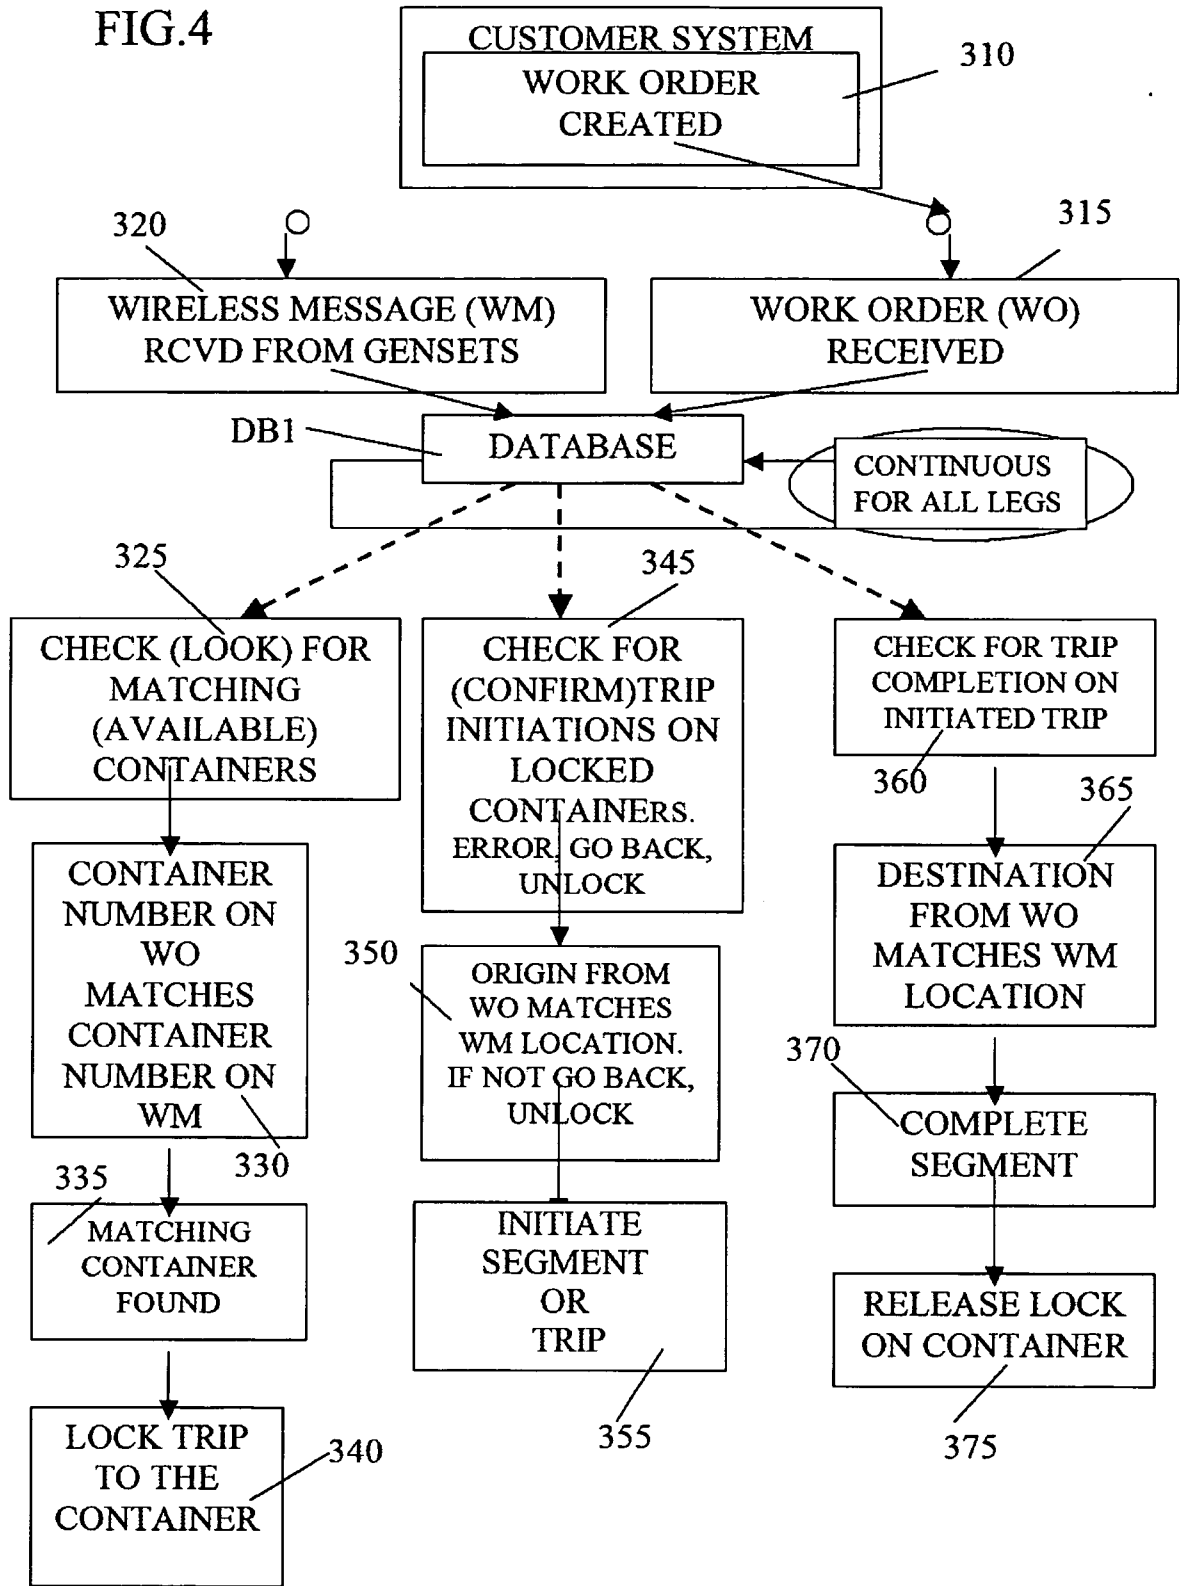 FIG.4
CUSTOMER SYSTEM
WORK ORDER
CREATED
310
320
315
WIRELESS MESSAGE (WM)
RCVD FROM GENSETS
WORK ORDER (WO)
RECEIVED
DB1
DATABASE
CONTINUOUS
FOR ALL LEGS
325
CHECK (LOOK) FOR
MATCHING
(AVAILABLE)
CONTAINERS
CONTAINER
NUMBER ON
WO
MATCHES
CONTAINER
NUMBER ON
WM
330
335
MATCHING
CONTAINER
FOUND
LOCK TRIP
TO THE
CONTAINER
340
345
CHECK FOR
(CONFIRM)TRIP
INITIATIONS ON
LOCKED
CONTAINERS.
ERROR, GO BACK,
UNLOCK
350
ORIGIN FROM
WO MATCHES
WM LOCATION.
IF NOT GO BACK,
UNLOCK
INITIATE
SEGMENT
OR
TRIP
355
CHECK FOR TRIP
COMPLETION ON
INITIATED TRIP
360
365
DESTINATION
FROM WO
MATCHES WM
LOCATION
370
COMPLETE
SEGMENT
RELEASE LOCK
ON CONTAINER
375